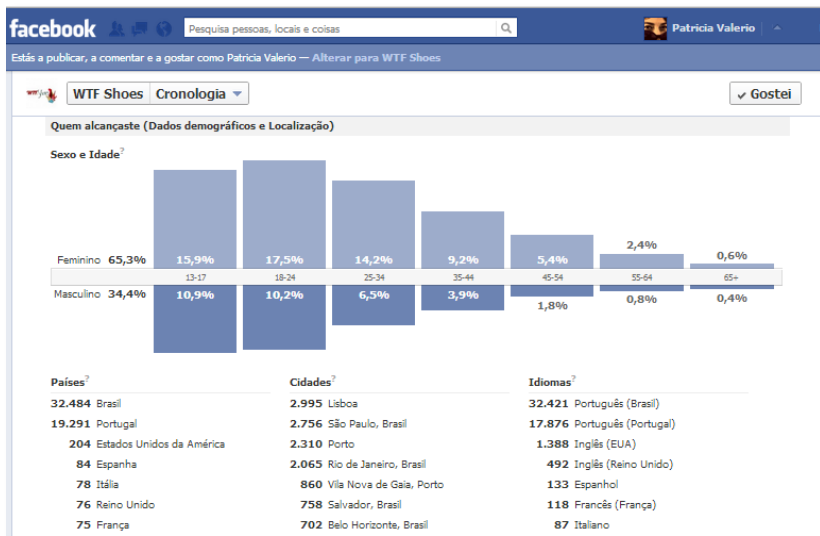 facebook Pesquisa pessoas, locais e coisas Patricia Valerio
Estás a publicar, a comentar e a gostar como Patricia Valerio — Alterar para WTF Shoes
WTF Shoes Cronologia Gostei
Quem alcançaste (Dados demográficos e Localização)
Sexo e Idade?
Feminino 65,3% 15,9% 17,5% 14,2% 9,2% 5,4% 2,4% 0,6%
13-17 18-24 25-34 35-44 45-54 55-64 65+
Masculino 34,4% 10,9% 10,2% 6,5% 3,9% 1,8% 0,8% 0,4%
Países? Cidades? Idiomas?
32.484 Brasil 2.995 Lisboa 32.421 Português (Brasil)
19.291 Portugal 2.756 São Paulo, Brasil 17.876 Português (Portugal)
204 Estados Unidos da América 2.310 Porto 1.388 Inglês (EUA)
84 Espanha 2.065 Rio de Janeiro, Brasil 492 Inglês (Reino Unido)
78 Itália 860 Vila Nova de Gaia, Porto 133 Espanhol
76 Reino Unido 758 Salvador, Brasil 118 Francês (França)
75 França 702 Belo Horizonte, Brasil 87 Italiano